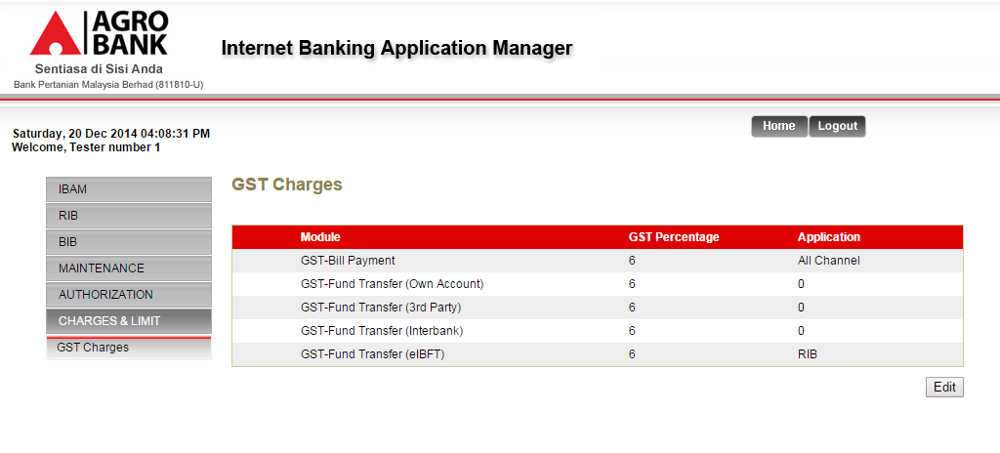 AGRO
BANK
Sentiasa di Sisi Anda
Bank Pertanian Malaysia Berhad (811810-U)
Internet Banking Application Manager
Saturday, 20 Dec 2014 04:08:31 PM
Welcome, Tester number 1
Home Logout
IBAM
RIB
BIB
MAINTENANCE
AUTHORIZATION
CHARGES & LIMIT
GST Charges
GST Charges
Module GST Percentage Application
GST-Bill Payment 6 All Channel
GST-Fund Transfer (Own Account) 6 0
GST-Fund Transfer (3rd Party) 6 0
GST-Fund Transfer (Interbank) 6 0
GST-Fund Transfer (eIBFT) 6 RIB
Edit